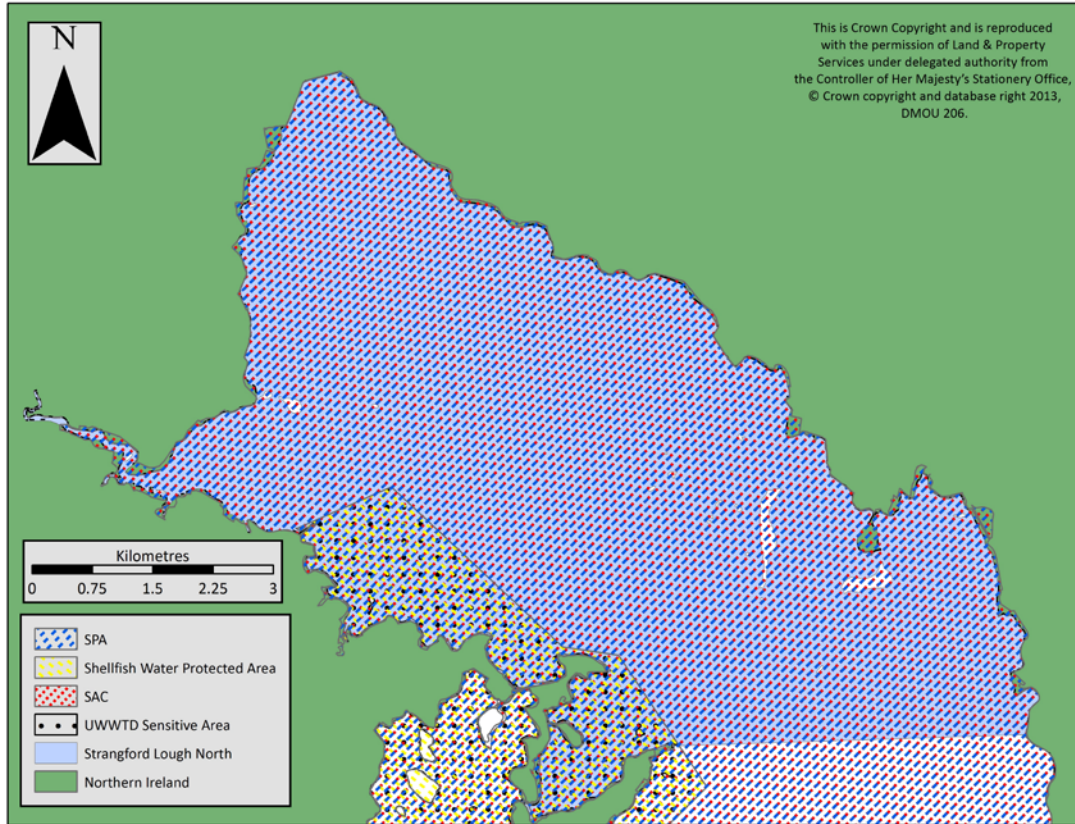 N
This is Crown Copyright and is reproduced
with the permission of Land & Property
Services under delegated authority from
the Controller of Her Majesty's Stationery Office,
© Crown copyright and database right 2013,
DMOU 206.
Kilometres
0 0.75 1.5 2.25 3
SPA
Shellfish Water Protected Area
SAC
UWWTD Sensitive Area
Strangford Lough North
Northern Ireland